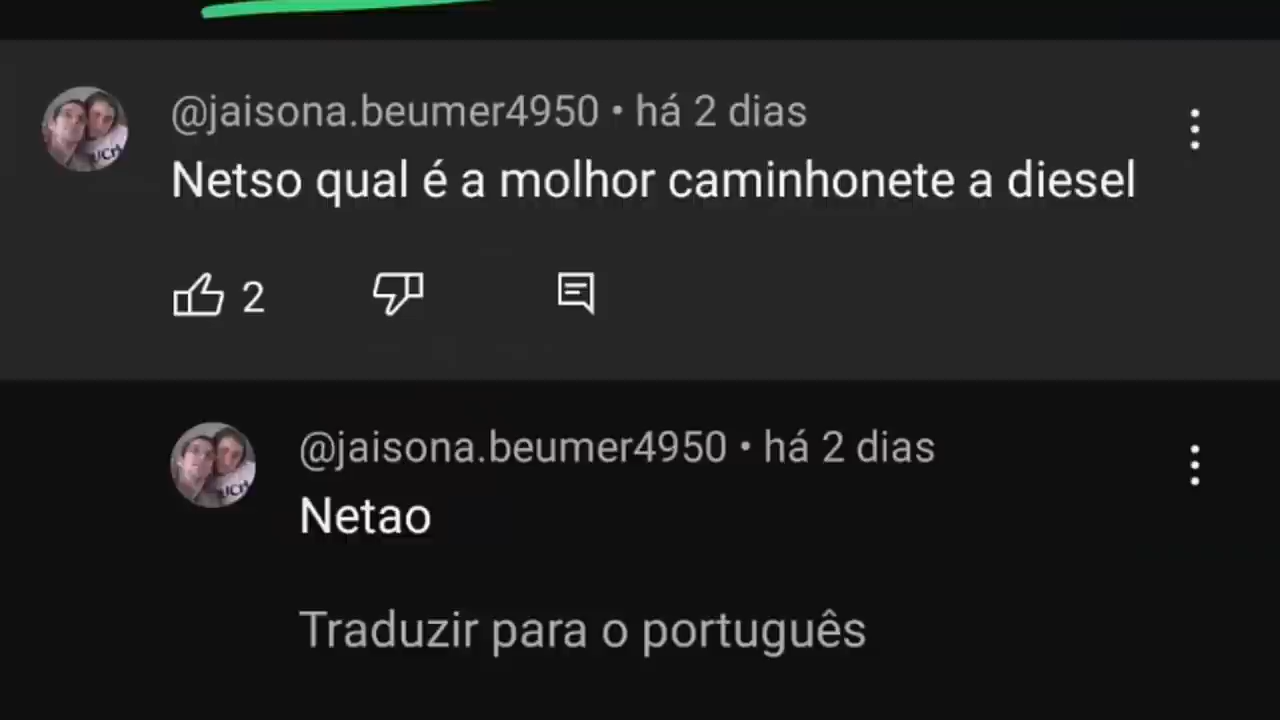 @jaisona.beumer4950 • há 2 dias
Netso qual é a molhor caminhonete a diesel
2
@jaisona.beumer4950 • há 2 dias
Netao
Traduzir para o português